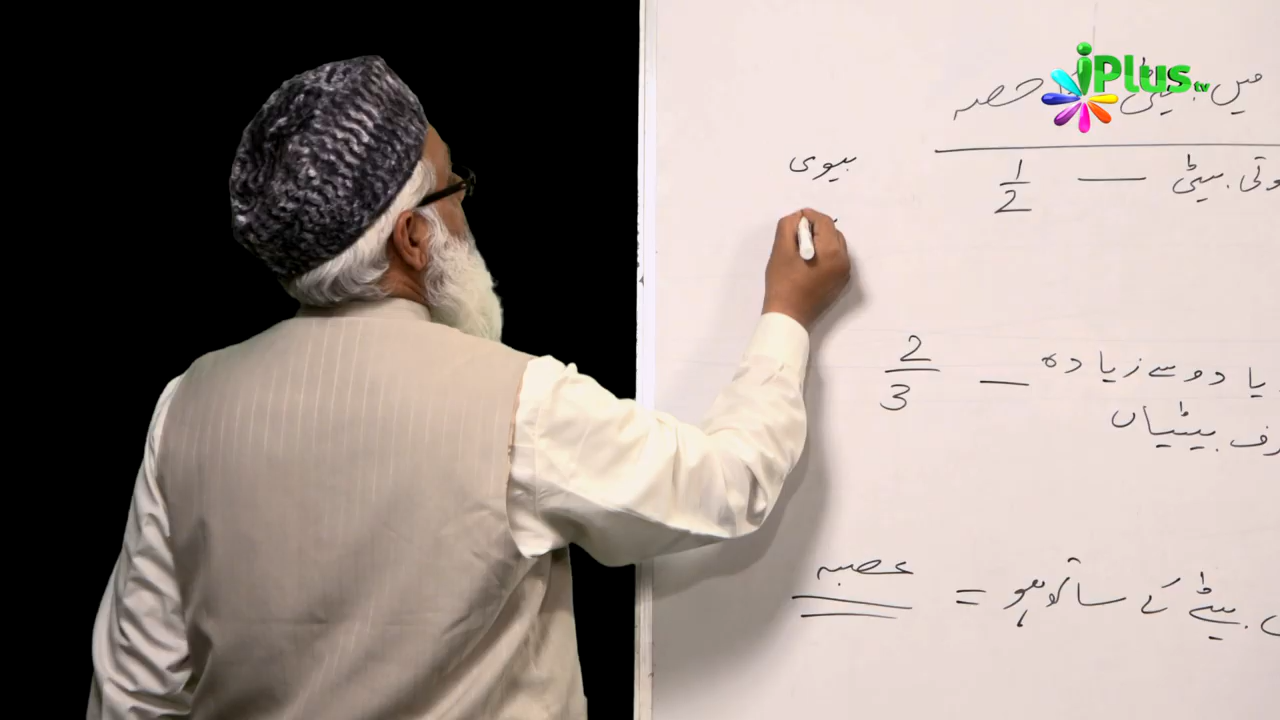 iPlus tv
میں بیٹی کا حصہ
بیٹی — 1/2
بیوی
یا دو سے زیادہ — 2/3
بیٹیاں
بیٹے کے ساتھ ہو = عصبہ